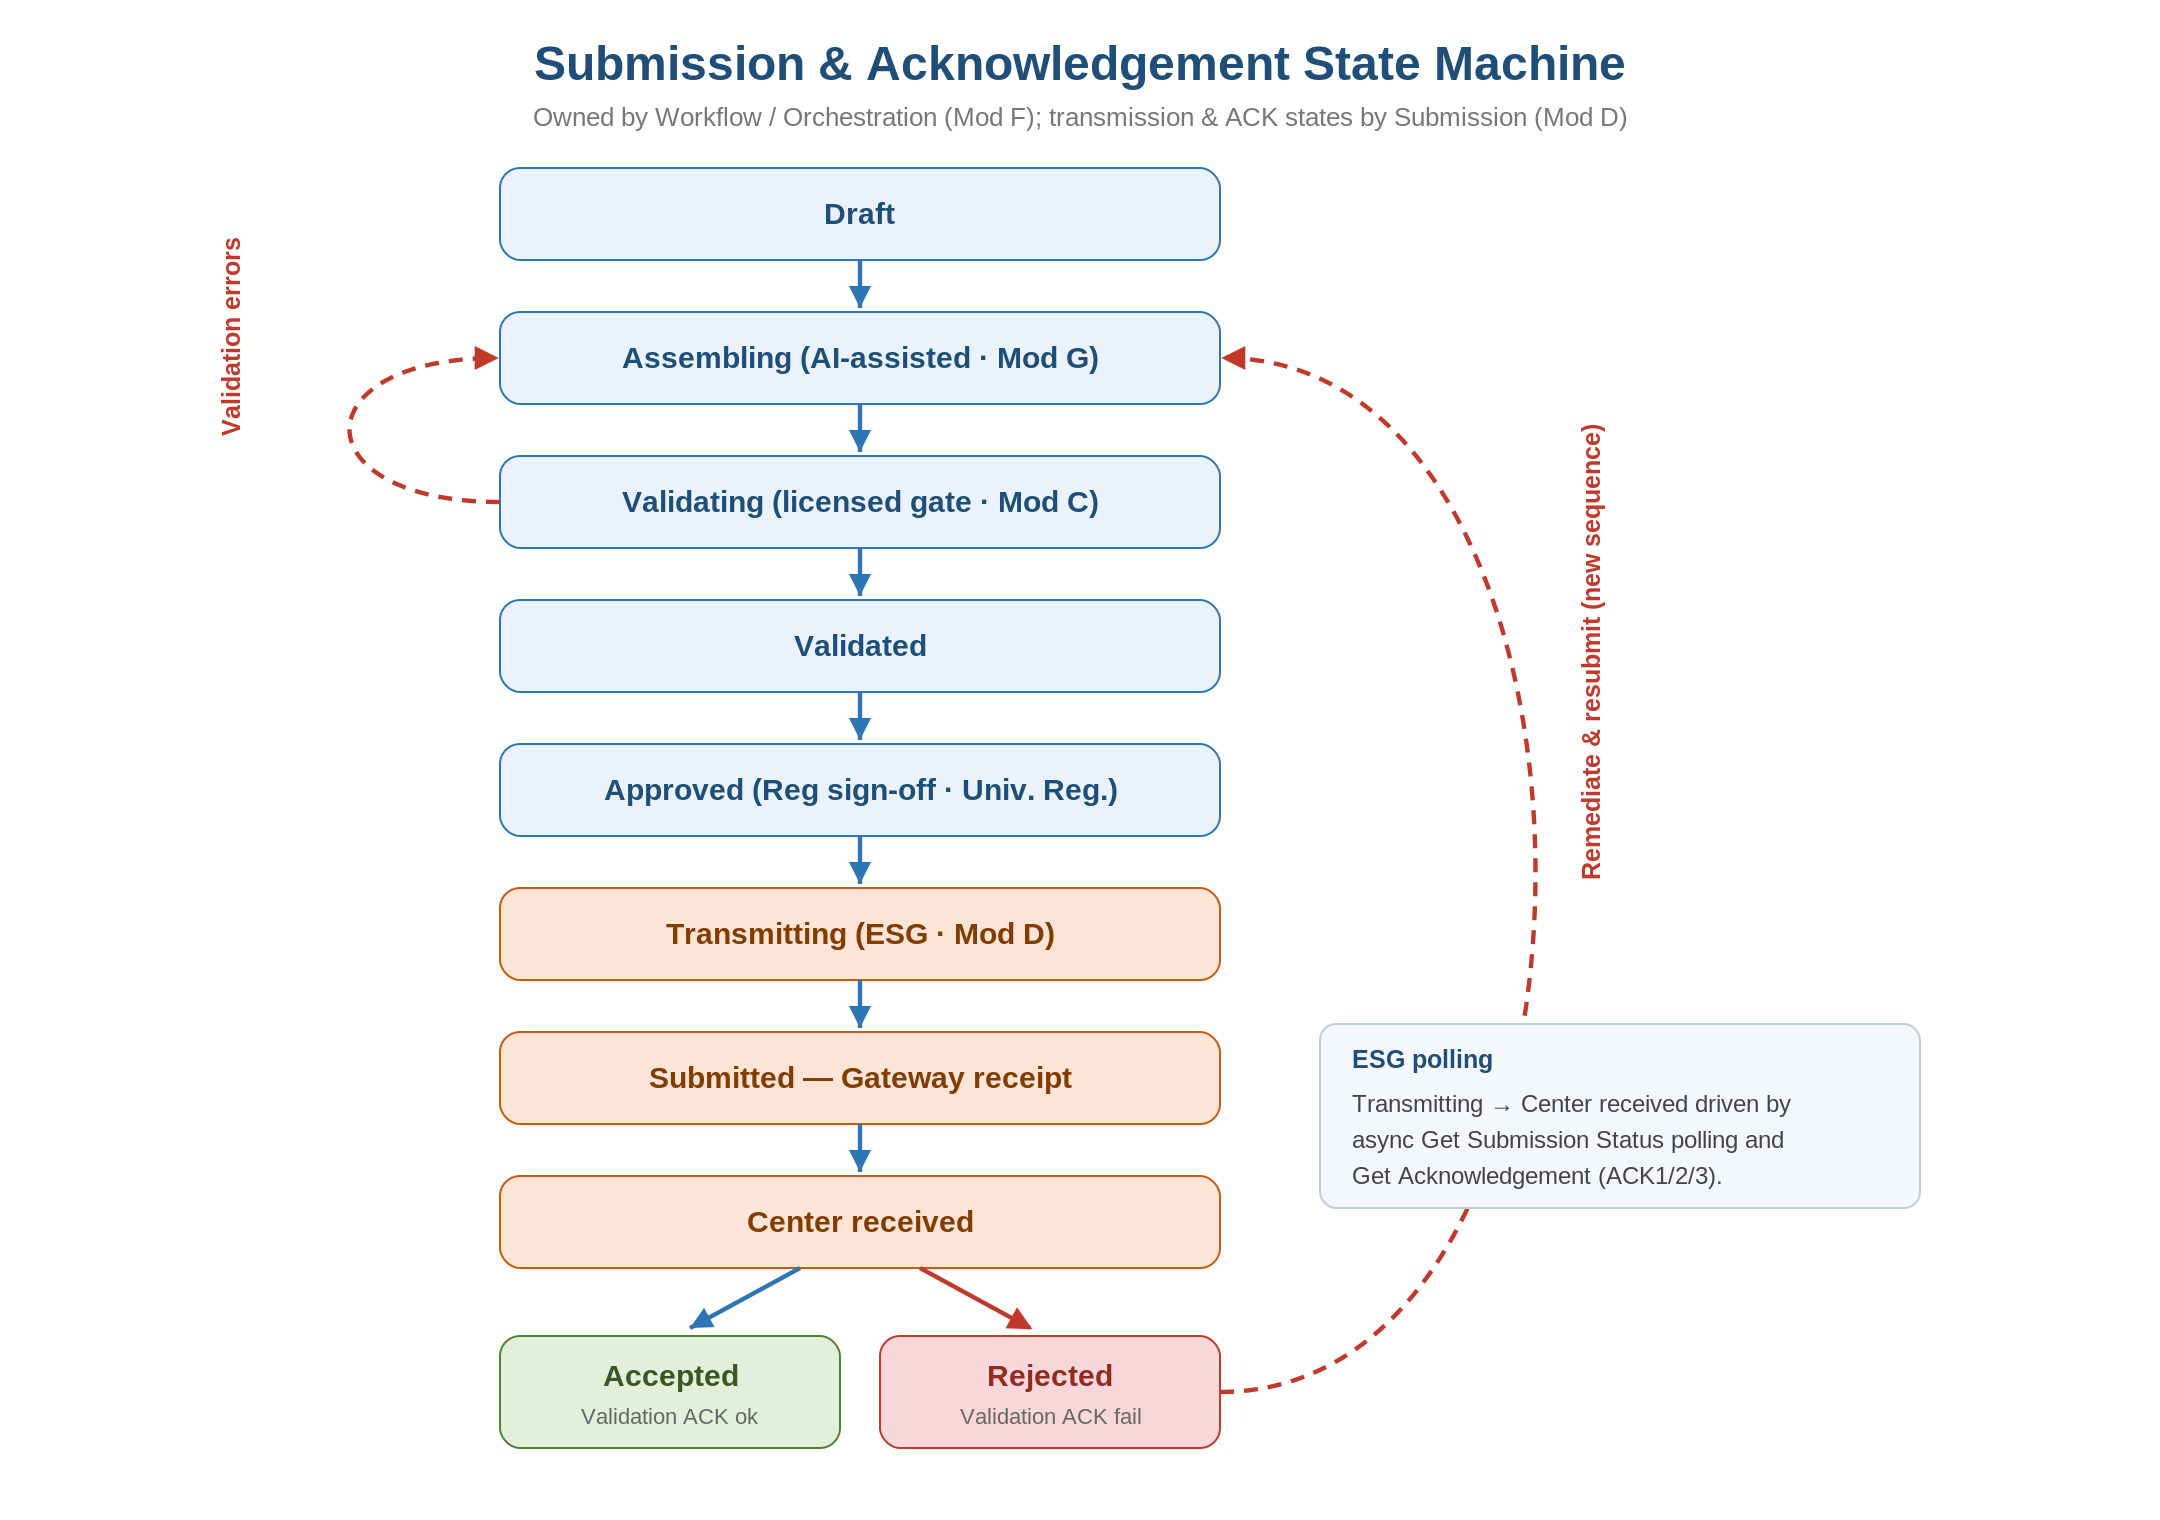 Submission & Acknowledgement State Machine
Owned by Workflow / Orchestration (Mod F); transmission & ACK states by Submission (Mod D)
Draft
Validation errors
Assembling (AI-assisted · Mod G)
Validating (licensed gate · Mod C)
Remediate & resubmit (new sequence)
Validated
Approved (Reg sign-off · Univ. Reg.)
Transmitting (ESG · Mod D)
Submitted — Gateway receipt
ESG polling
Transmitting → Center received driven by
async Get Submission Status polling and
Get Acknowledgement (ACK1/2/3).
Center received
Accepted
Validation ACK ok
Rejected
Validation ACK fail